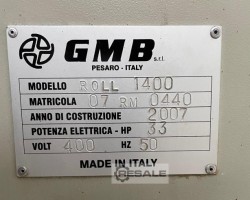 GMB s.r.l.
PESARO - ITALY
MODELLO ROLL 1400
MATRICOLA 07 RM 0440
ANNO DI COSTRUZIONE 2007
POTENZA ELETTRICA - HP 33
VOLT 400 HZ 50
MADE IN ITALY
RESALE